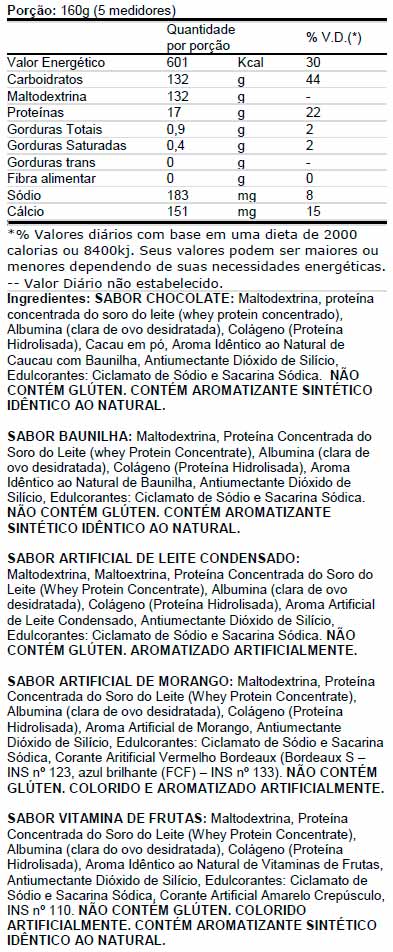 Porção: 160g (5 medidores)
Quantidade por porção % V.D.(*)
Valor Energético 601 Kcal 30
Carboidratos 132 g 44
Maltodextrina 132 g -
Proteínas 17 g 22
Gorduras Totais 0,9 g 2
Gorduras Saturadas 0,4 g 2
Gorduras trans 0 g -
Fibra alimentar 0 g 0
Sódio 183 mg 8
Cálcio 151 mg 15
*% Valores diários com base em uma dieta de 2000
calorias ou 8400kj. Seus valores podem ser maiores ou
menores dependendo de suas necessidades energéticas.
-- Valor Diário não estabelecido.
Ingredientes: SABOR CHOCOLATE: Maltodextrina, proteína
concentrada do soro do leite (whey protein concentrado),
Albumina (clara de ovo desidratada), Colágeno (Proteína
Hidrolisada), Cacau em pó, Aroma Idêntico ao Natural de
Caucau com Baunilha, Antiumectante Dióxido de Silício,
Edulcorantes: Ciclamato de Sódio e Sacarina Sódica. NÃO
CONTÉM GLÚTEN. CONTÉM AROMATIZANTE SINTÉTICO
IDÊNTICO AO NATURAL.
SABOR BAUNILHA: Maltodextrina, Proteína Concentrada do
Soro do Leite (whey Protein Concentrate), Albumina (clara de
ovo desidratada), Colágeno (Proteína Hidrolisada), Aroma
Idêntico ao Natural de Baunilha, Antiumectante Dióxido de
Silício, Edulcorantes: Ciclamato de Sódio e Sacarina Sódica.
NÃO CONTÉM GLÚTEN. CONTÉM AROMATIZANTE
SINTÉTICO IDÊNTICO AO NATURAL.
SABOR ARTIFICIAL DE LEITE CONDENSADO:
Maltodextrina, Maltoextrina, Proteína Concentrada do Soro do
Leite (Whey Protein Concentrate), Albumina (clara de ovo
desidratada), Colágeno (Proteína Hidrolisada), Aroma Artificial
de Leite Condensado, Antiumectante Dióxido de Silício,
Edulcorantes: Ciclamato de Sódio e Sacarina Sódica. NÃO
CONTÉM GLÚTEN. AROMATIZADO ARTIFICIALMENTE.
SABOR ARTIFICIAL DE MORANGO: Maltodextrina, Proteína
Concentrada do Soro do Leite (Whey Protein Concentrate),
Albumina (clara do ovo desidratada), Colágeno (Proteína
Hidrolisada), Aroma Artificial de Morango, Antiumectante
Dióxido de Silício, Edulcorantes: Ciclamato de Sódio e Sacarina
Sódica, Corante Aritificial Vermelho Bordeaux (Bordeaux S –
INS nº 123, azul brilhante (FCF) – INS nº 133). NÃO CONTÉM
GLÚTEN. COLORIDO E AROMATIZADO ARTIFICIALMENTE.
SABOR VITAMINA DE FRUTAS: Maltodextrina, Proteína
Concentrada do Soro do Leite (Whey Protein Concentrate),
Albumina (clara do ovo desidratada), Colágeno (Proteína
Hidrolisada), Aroma Idêntico ao Natural de Vitaminas de Frutas,
Antiumectante Dióxido de Silício, Edulcorantes: Ciclamato de
Sódio e Sacarina Sódica, Corante Artificial Amarelo Crepúsculo,
INS nº 110. NÃO CONTÉM GLÚTEN. COLORIDO
ARTIFICIALMENTE. CONTÉM AROMATIZANTE SINTÉTICO
IDÊNTICO AO NATURAL.